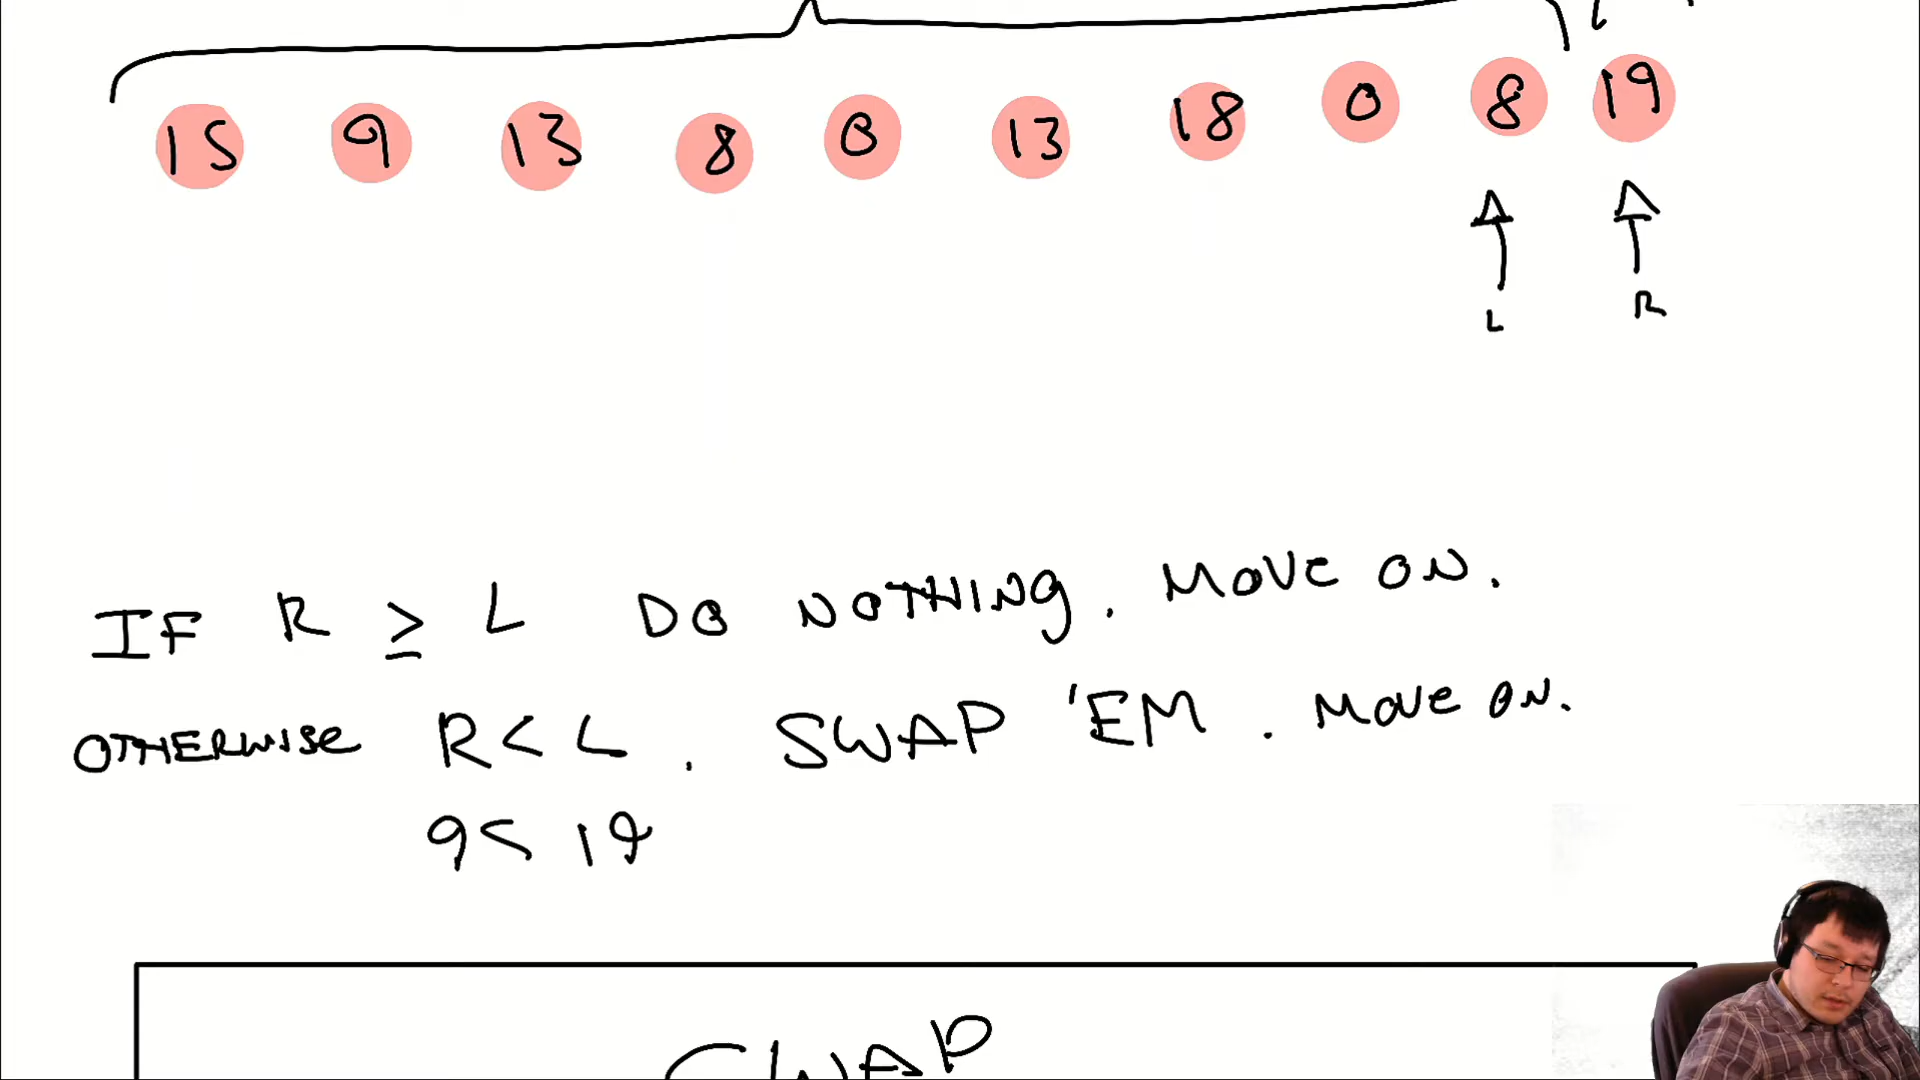 15 9 13 8 0 13 18 0 8 19
L R
IF R ≥ L DO NOTHING. MOVE ON.
OTHERWISE R < L. SWAP 'EM. MOVE ON.
9 < 19
SWAP